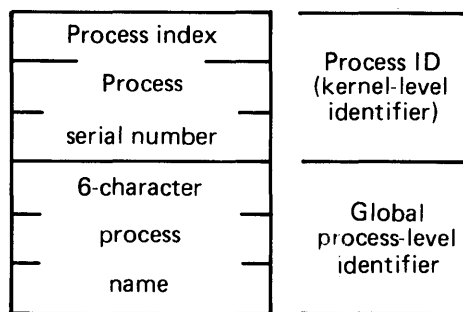 Process index
Process
serial number
6-character
process
name
Process ID
(kernel-level
identifier)
Global
process-level
identifier